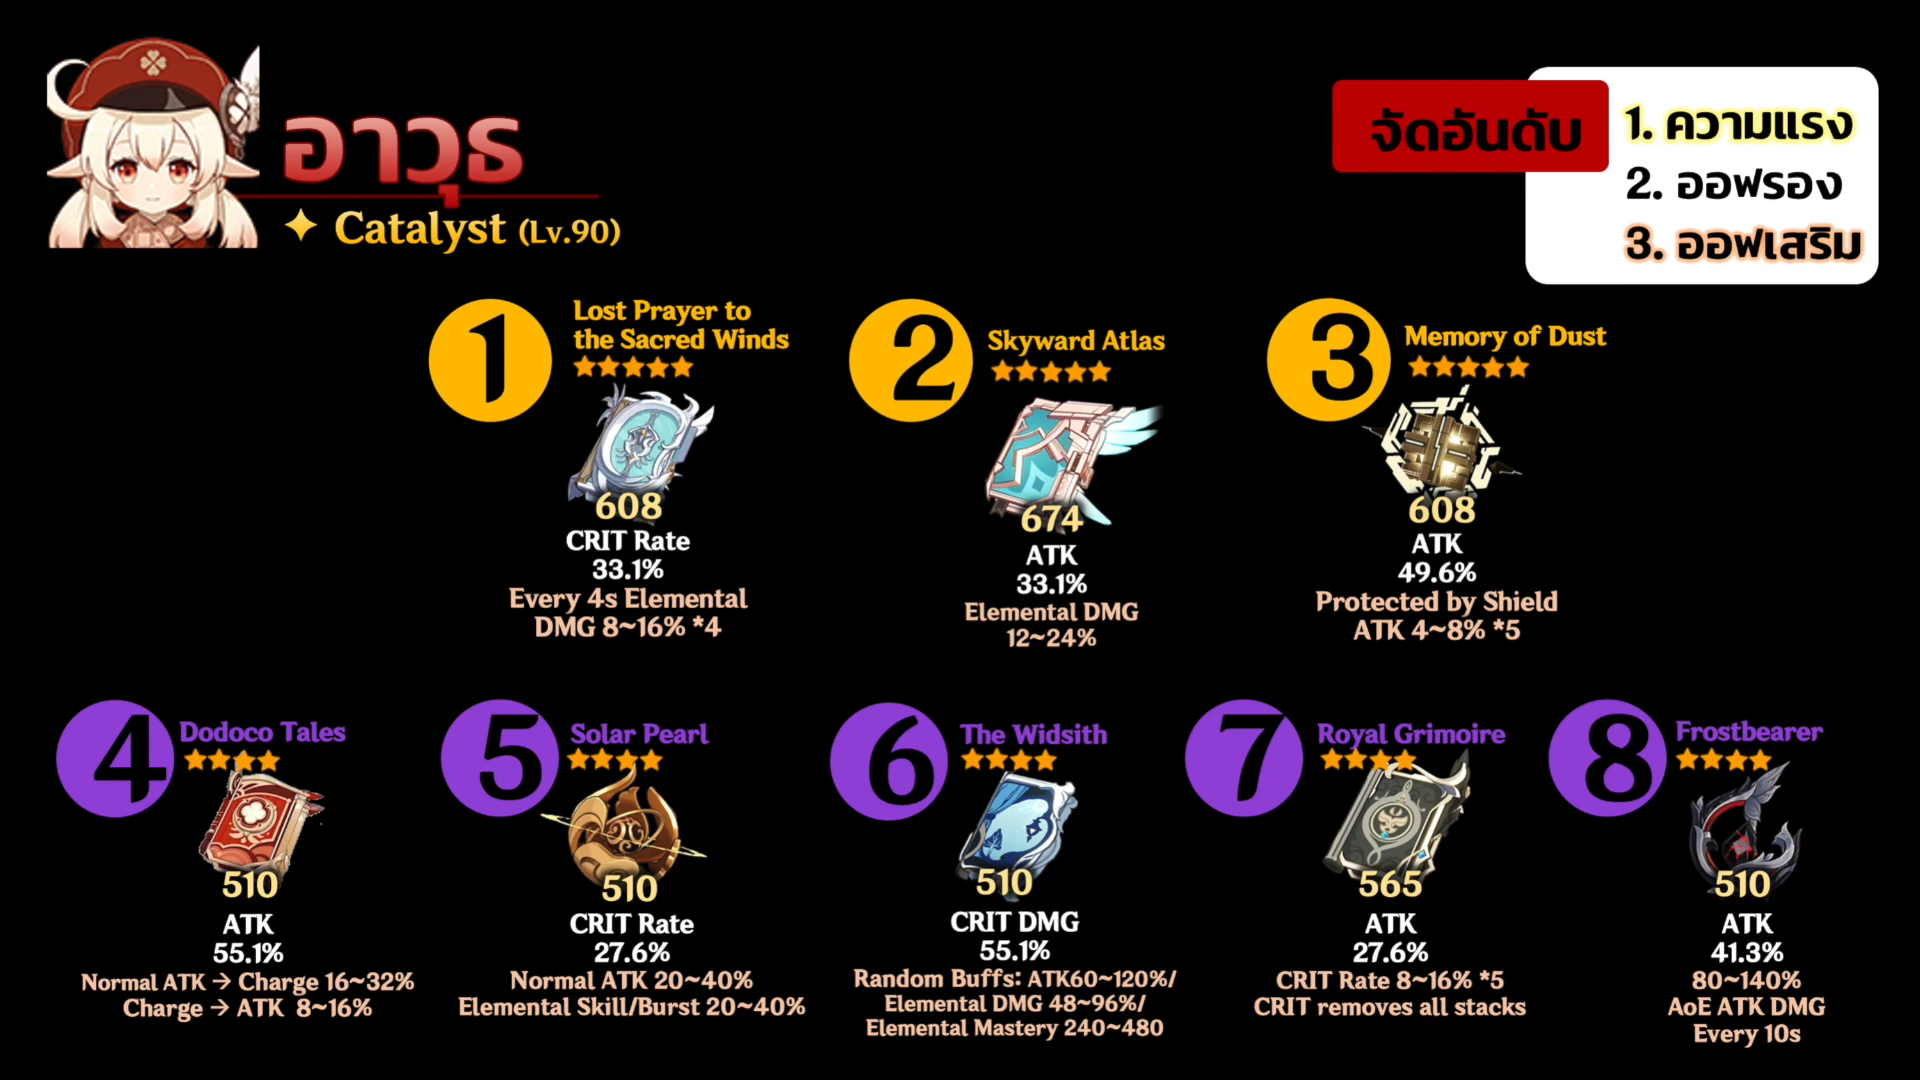 อาวุธ
Catalyst (Lv.90)
จัดอันดับ
1. ความแรง
2. ออฟรอง
3. ออฟเสริม
1
Lost Prayer to
the Sacred Winds
608
CRIT Rate
33.1%
Every 4s Elemental
DMG 8~16% *4
2
Skyward Atlas
674
ATK
33.1%
Elemental DMG
12~24%
3
Memory of Dust
608
ATK
49.6%
Protected by Shield
ATK 4~8% *5
4
Dodoco Tales
510
ATK
55.1%
Normal ATK → Charge 16~32%
Charge → ATK 8~16%
5
Solar Pearl
510
CRIT Rate
27.6%
Normal ATK 20~40%
Elemental Skill/Burst 20~40%
6
The Widsith
510
CRIT DMG
55.1%
Random Buffs: ATK60~120%/
Elemental DMG 48~96%/
Elemental Mastery 240~480
7
Royal Grimoire
565
ATK
27.6%
CRIT Rate 8~16% *5
CRIT removes all stacks
8
Frostbearer
510
ATK
41.3%
80~140%
AoE ATK DMG
Every 10s